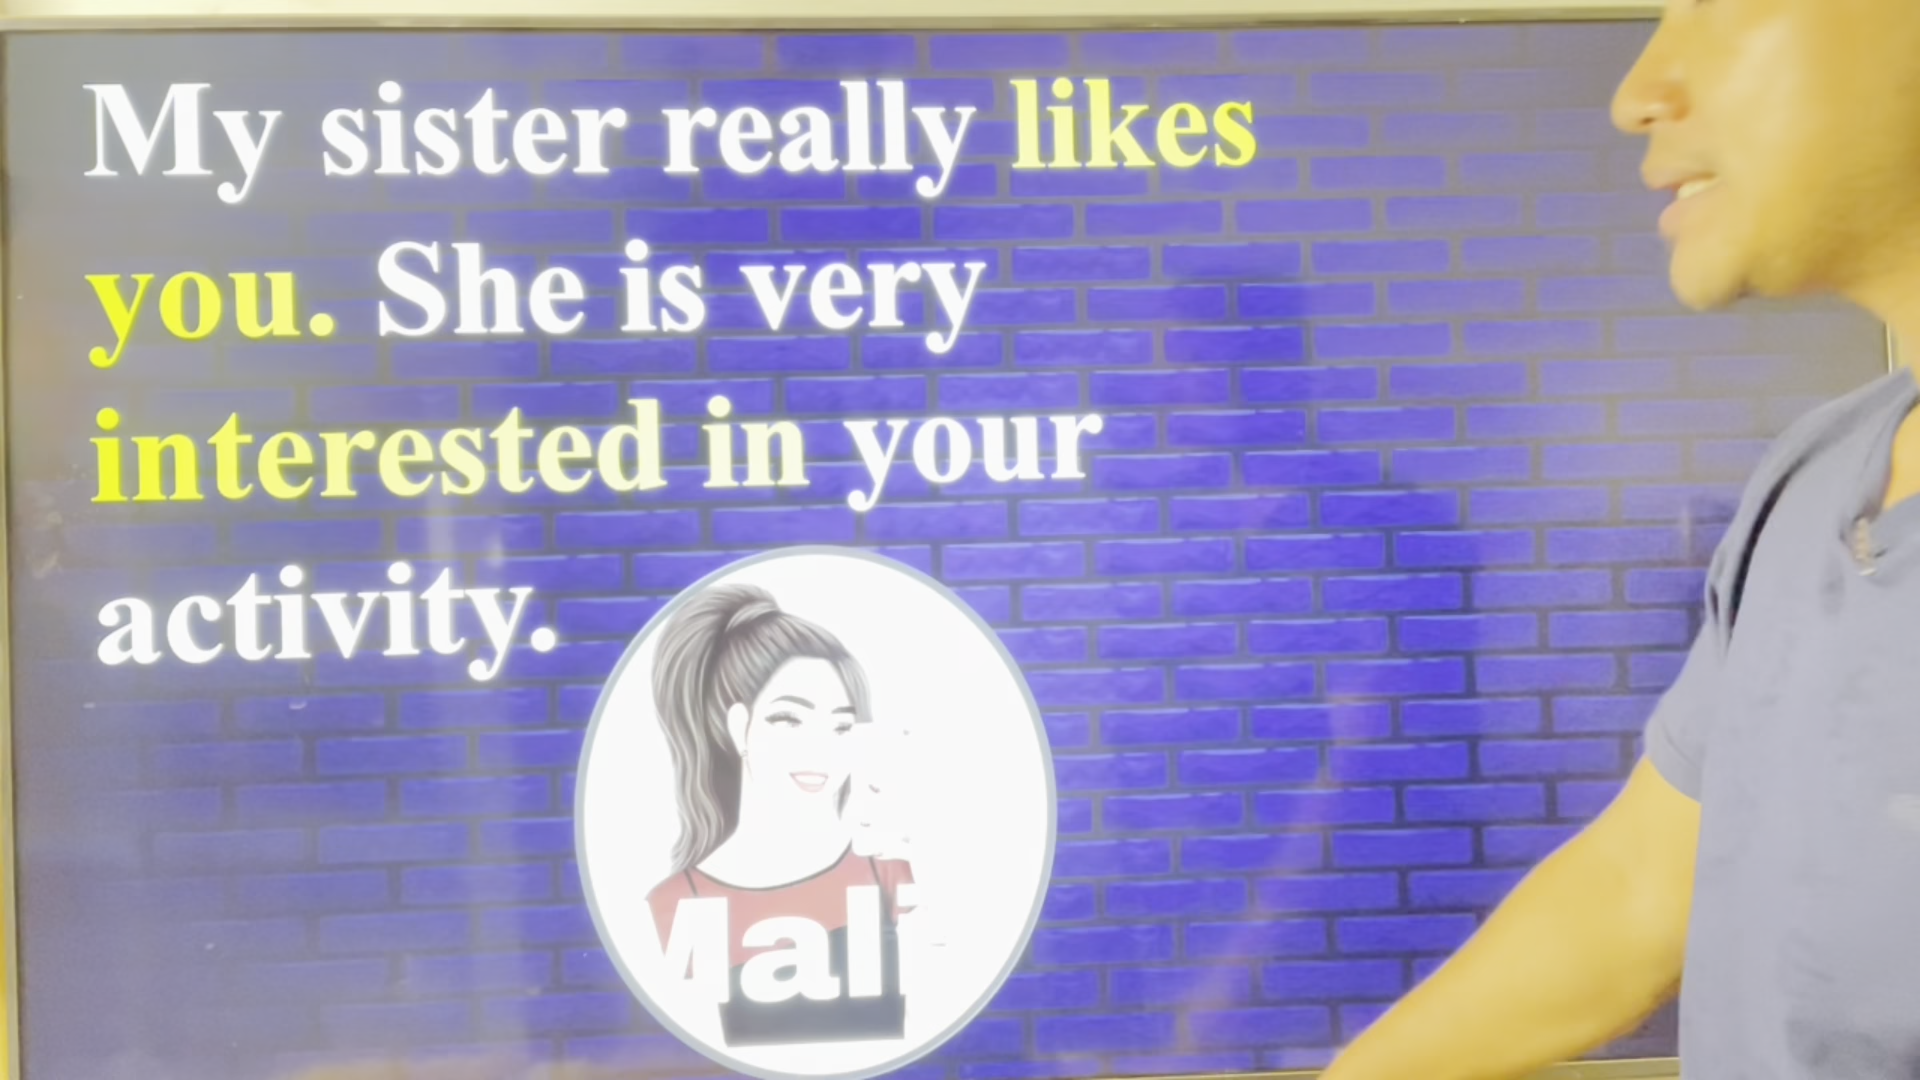 My sister really likes
you. She is very
interested in your
activity.